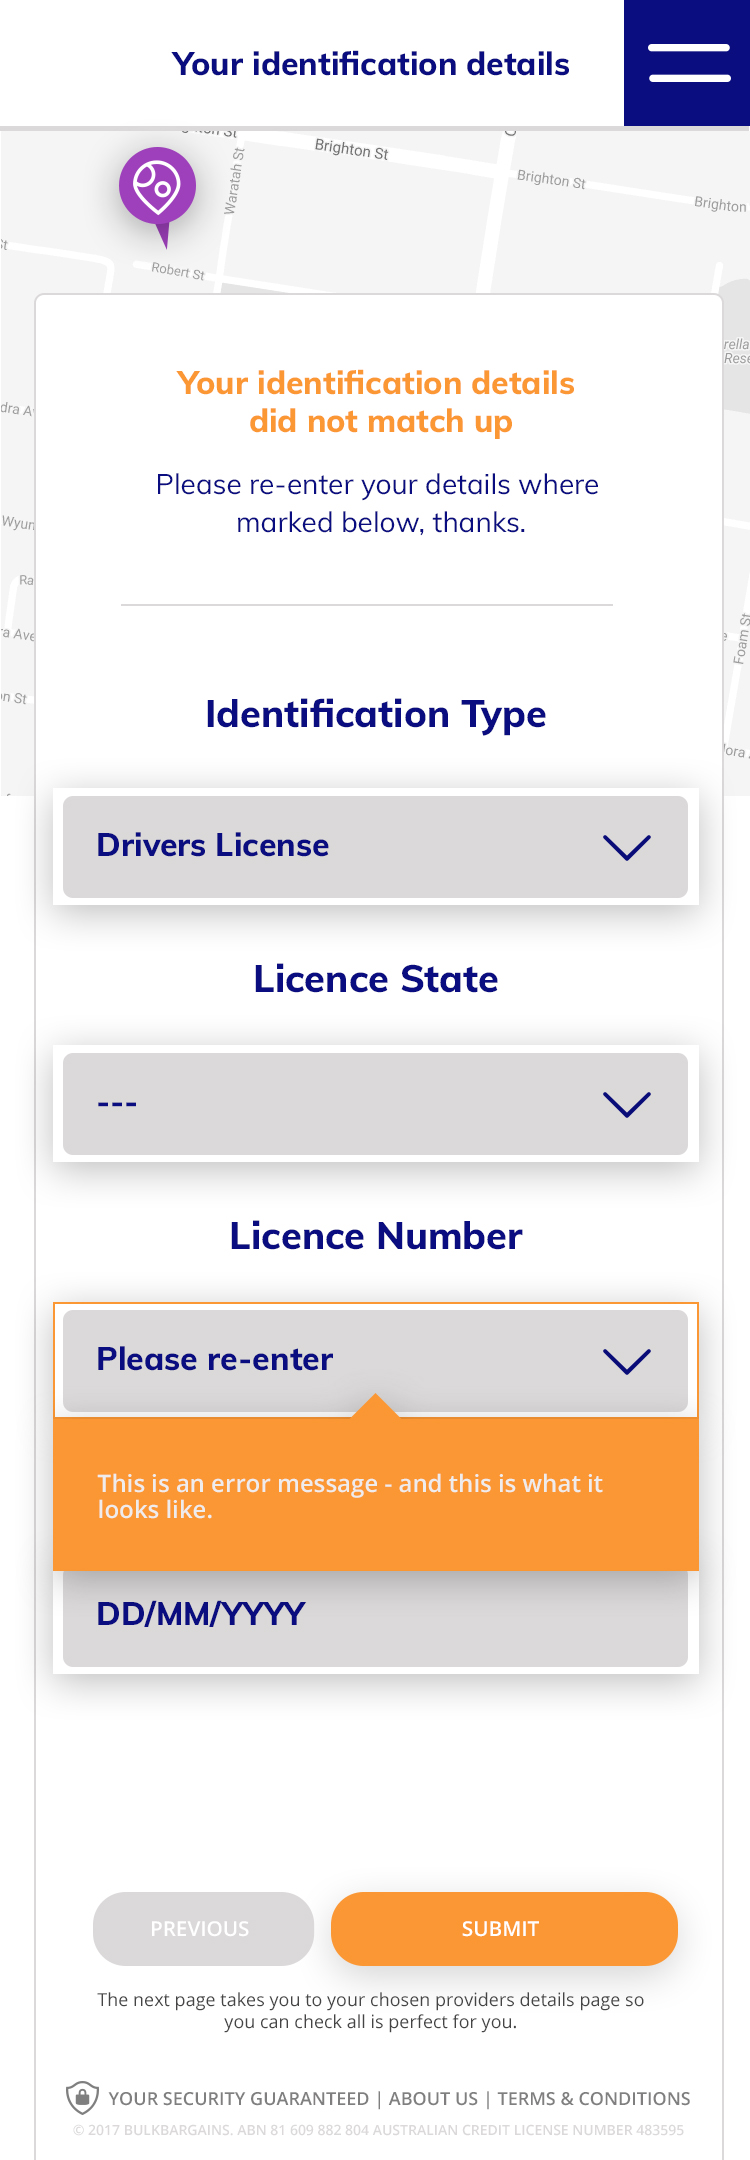 Your identification details
Brighton St
Waratah St
Brighton St
Brighton
St
Robert St
Your identification details
did not match up
Please re-enter your details where
marked below, thanks.
Identification Type
Drivers License
Licence State
---
Foam St
Licence Number
Please re-enter
This is an error message - and this is what it
looks like.
DD/MM/YYYY
PREVIOUS
SUBMIT
The next page takes you to your chosen providers details page so
you can check all is perfect for you.
YOUR SECURITY GUARANTEED | ABOUT US | TERMS & CONDITIONS
© 2017 BULKBARGAINS. ABN 81 609 882 804 AUSTRALIAN CREDIT LICENSE NUMBER 483595